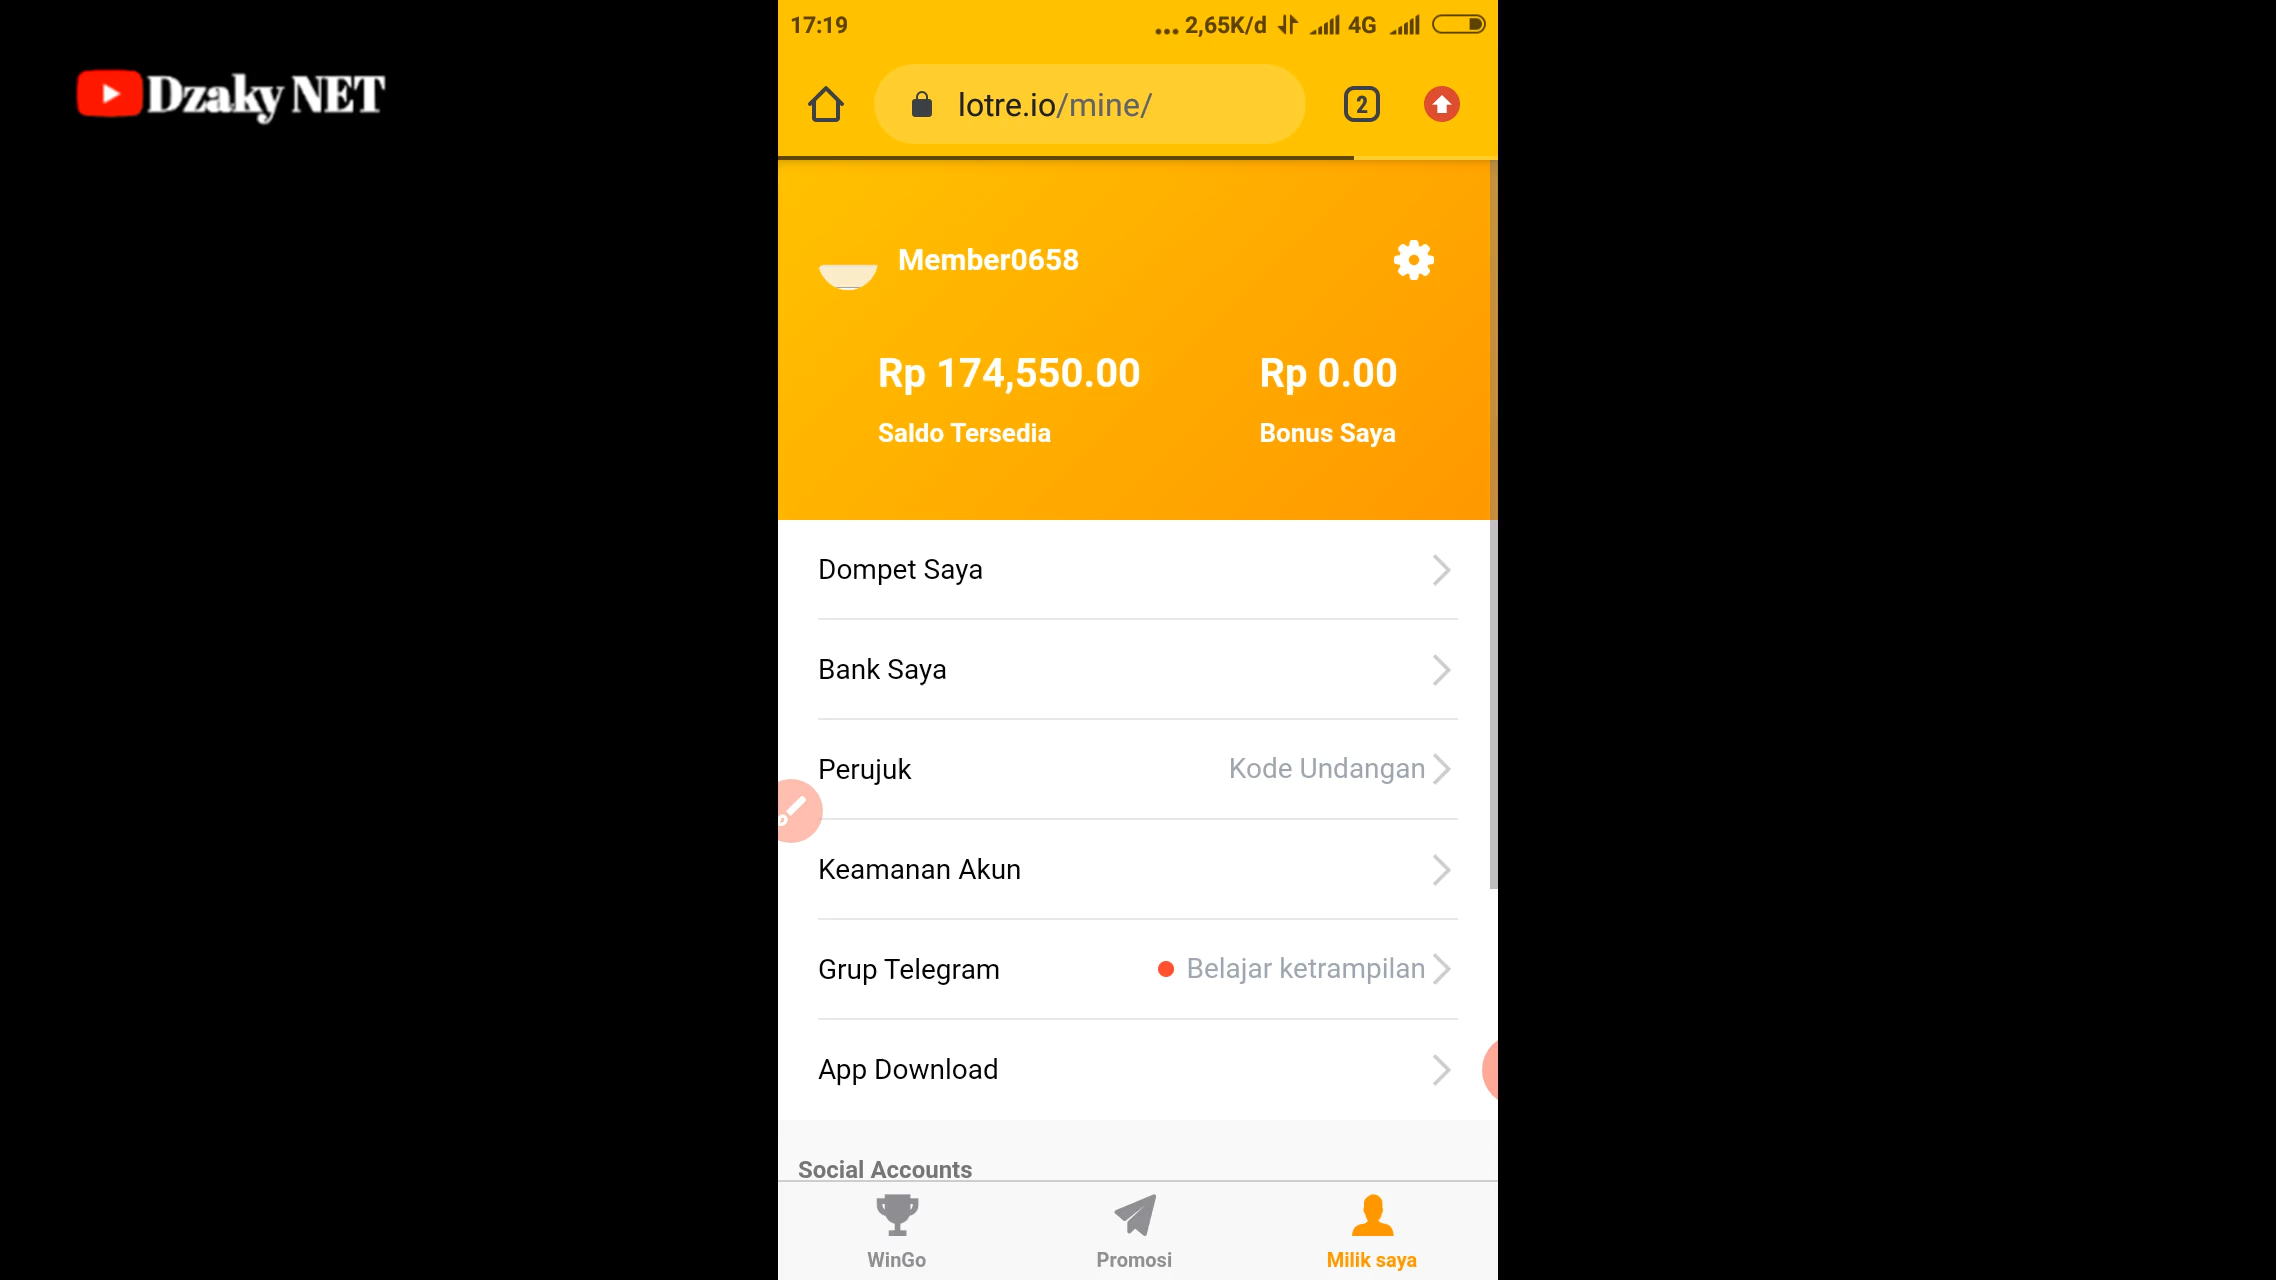 Dzaky NET
17:19
... 2,65K/d 4G
lotre.io/mine/
2
Member0658
Rp 174,550.00
Rp 0.00
Saldo Tersedia
Bonus Saya
Dompet Saya
Bank Saya
Perujuk
Kode Undangan
Keamanan Akun
Grup Telegram
Belajar ketrampilan
App Download
Social Accounts
WinGo
Promosi
Milik saya